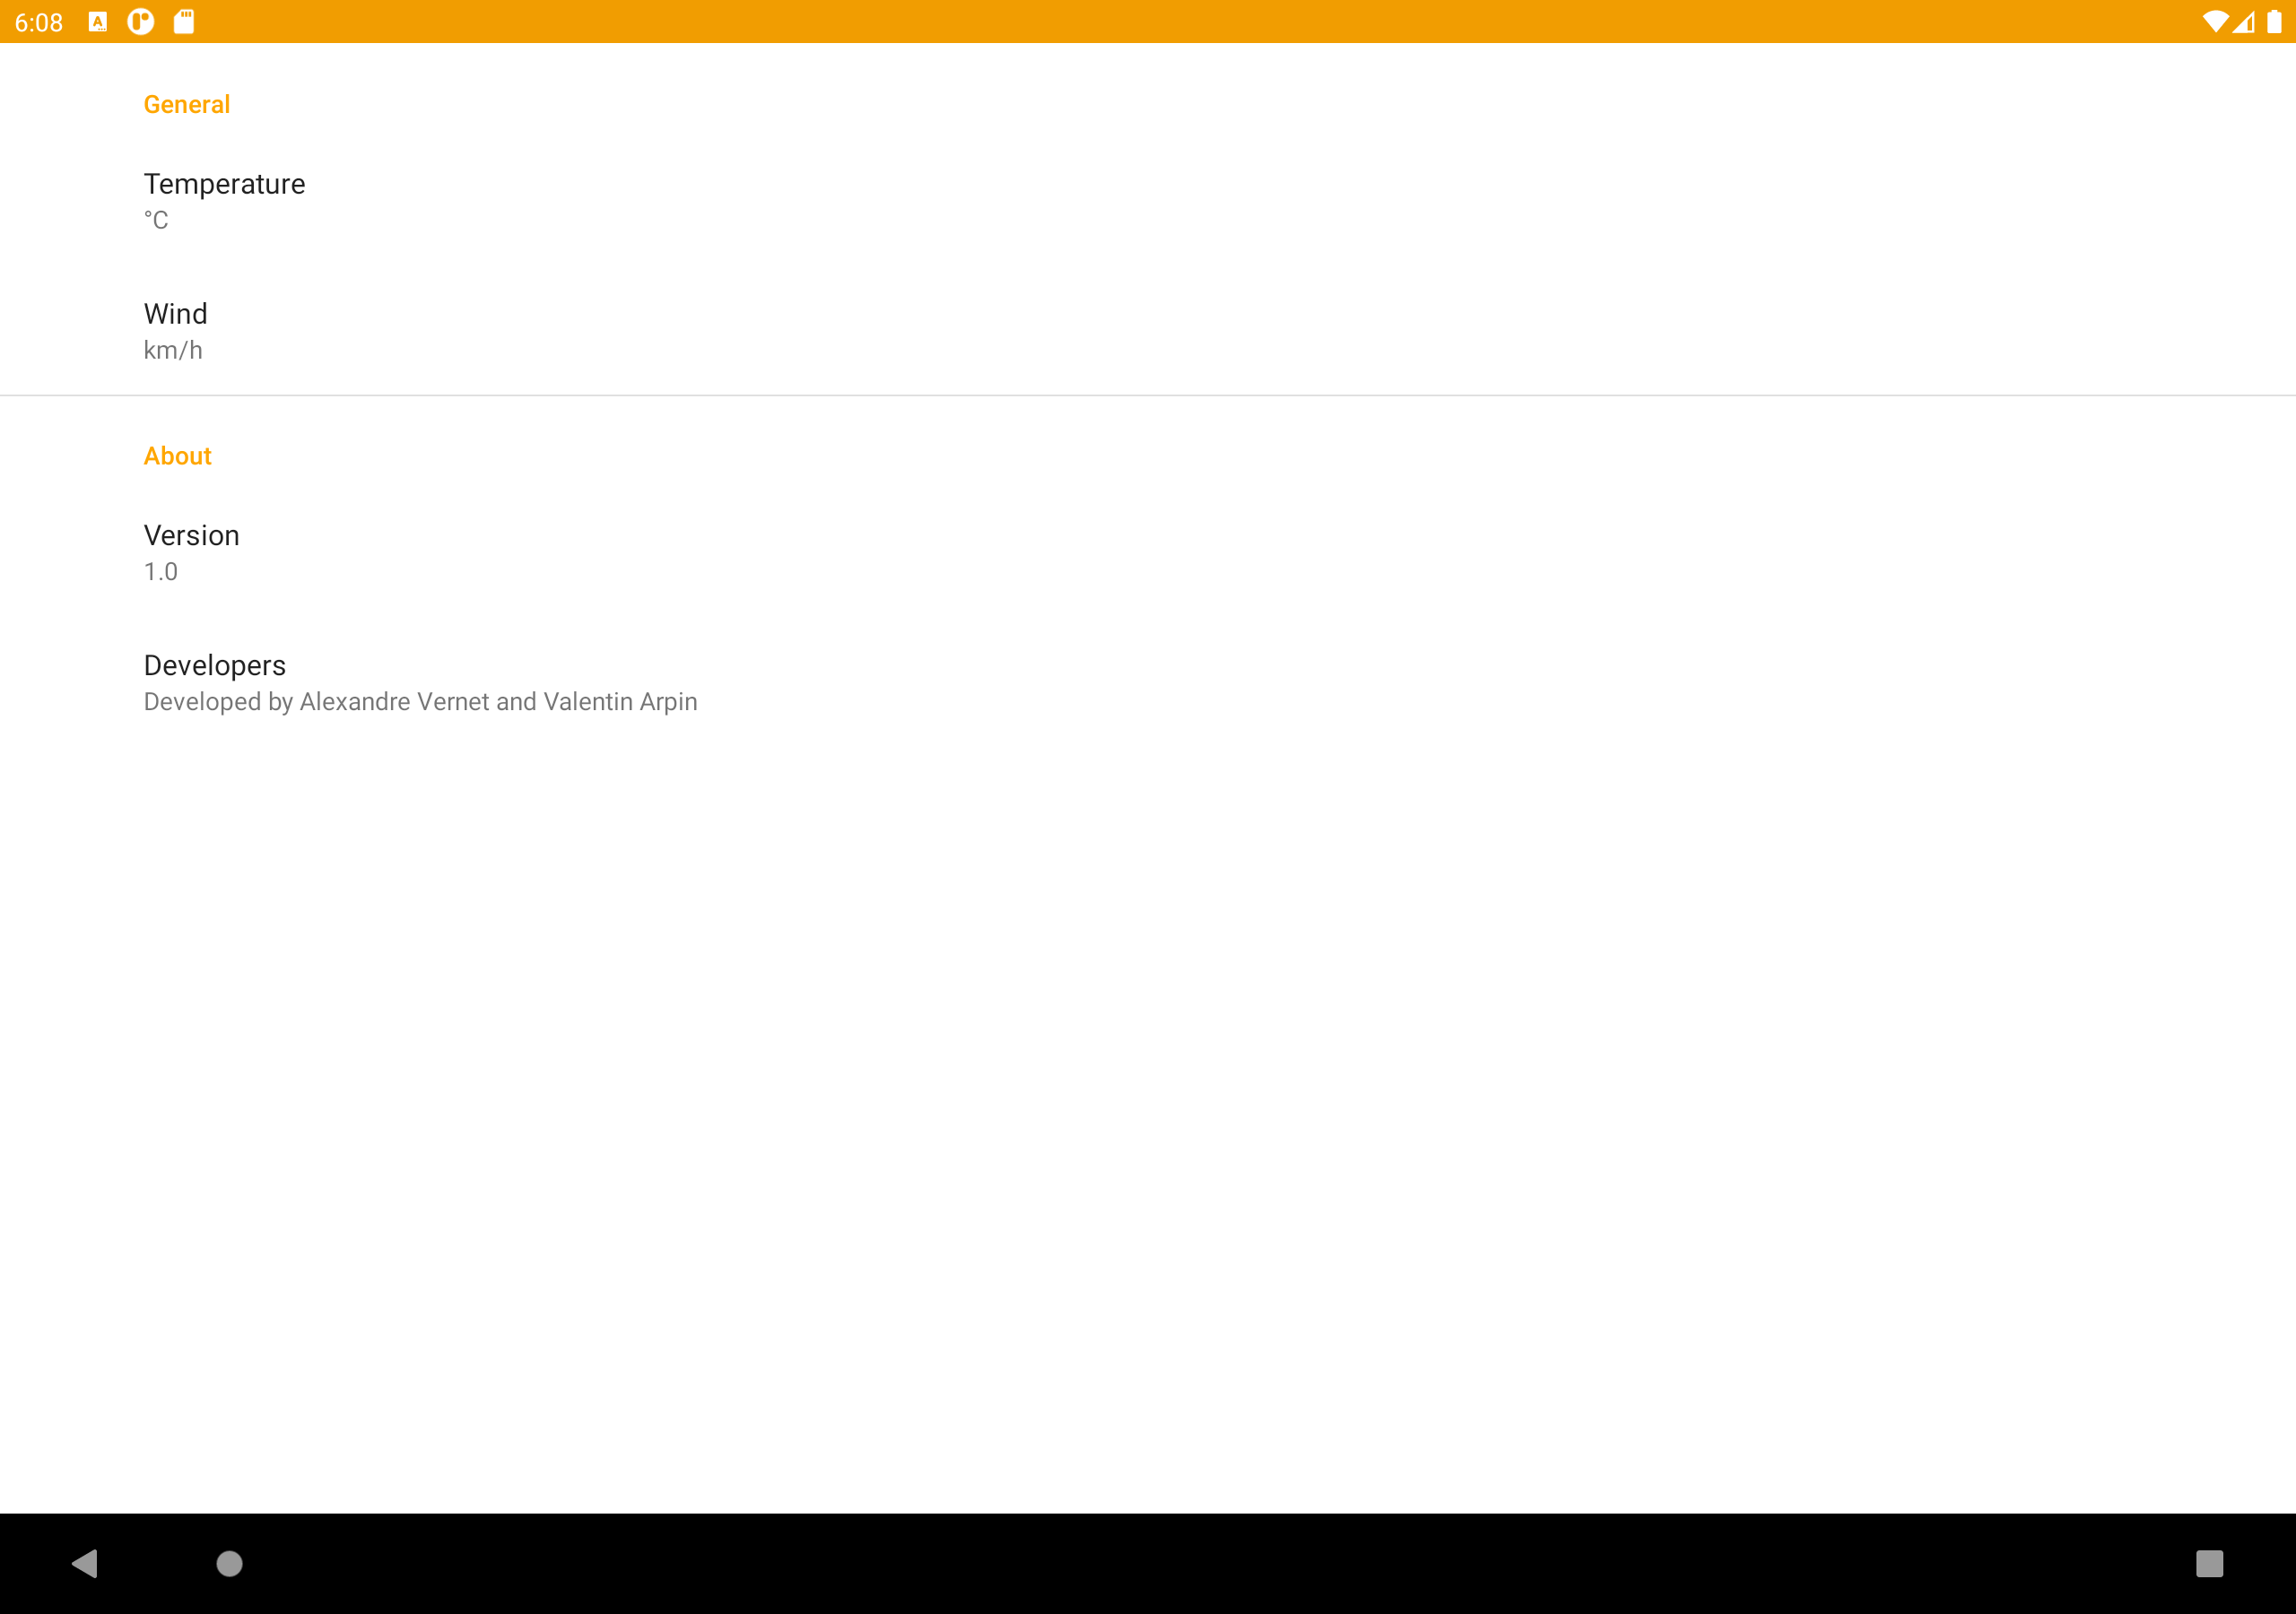 6:08
General
Temperature
°C
Wind
km/h
About
Version
1.0
Developers
Developed by Alexandre Vernet and Valentin Arpin